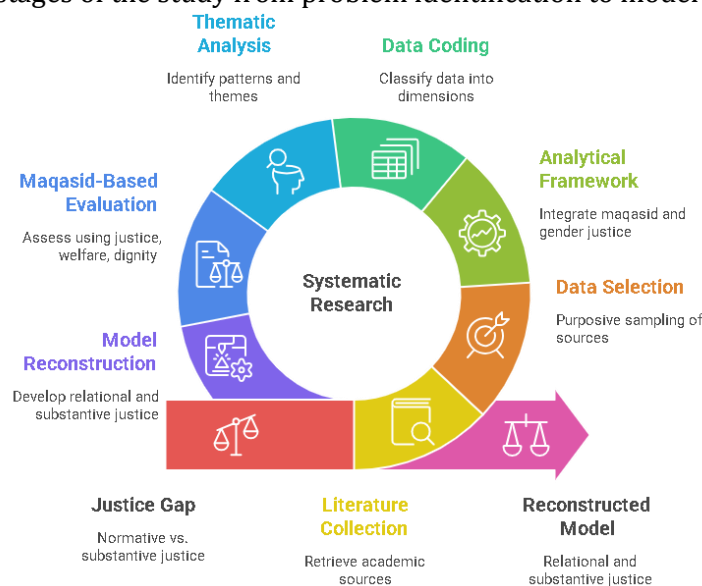 stages of the study from problem identification to model
Thematic
Analysis
Identify patterns and
themes
Data Coding
Classify data into
dimensions
Analytical
Framework
Integrate maqasid and
gender justice
Data Selection
Purposive sampling of
sources
Maqasid-Based
Evaluation
Assess using justice,
welfare, dignity
Model
Reconstruction
Develop relational and
substantive justice
Systematic
Research
Justice Gap
Normative vs.
substantive justice
Literature
Collection
Retrieve academic
sources
Reconstructed
Model
Relational and
substantive justice